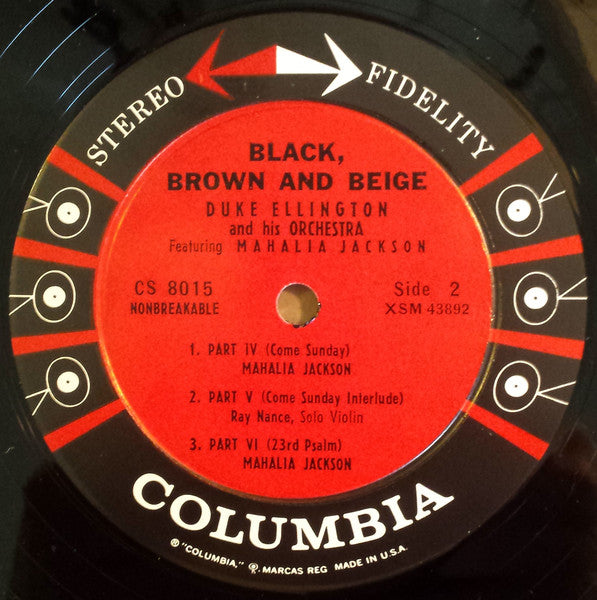 STEREO FIDELITY
BLACK,
BROWN AND BEIGE
DUKE ELLINGTON
and his ORCHESTRA
Featuring MAHALIA JACKSON
CS 8015 Side 2
NONBREAKABLE XSM 43892
1. PART IV (Come Sunday)
MAHALIA JACKSON
2. PART V (Come Sunday Interlude)
Ray Nance, Solo Violin
3. PART VI (23rd Psalm)
MAHALIA JACKSON
COLUMBIA
® "COLUMBIA," ®. MARCAS REG MADE IN U.S.A.